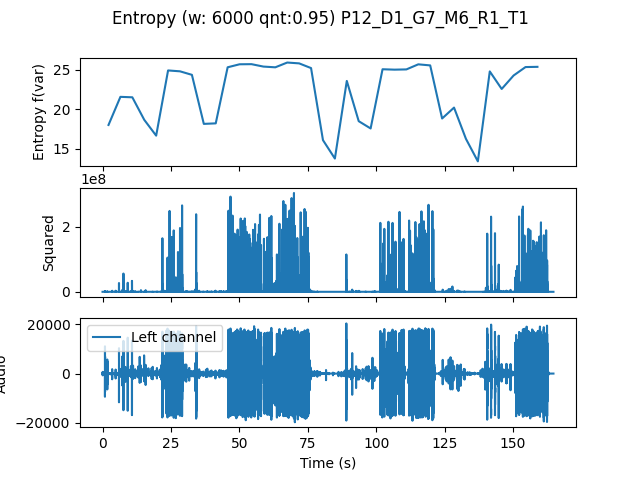 Entropy (w: 6000 qnt:0.95) P12_D1_G7_M6_R1_T1
Entropy f(var)
25
20
15
1e8
Squared
2
0
Audio
20000
0
−20000
Left channel
0 25 50 75 100 125 150
Time (s)